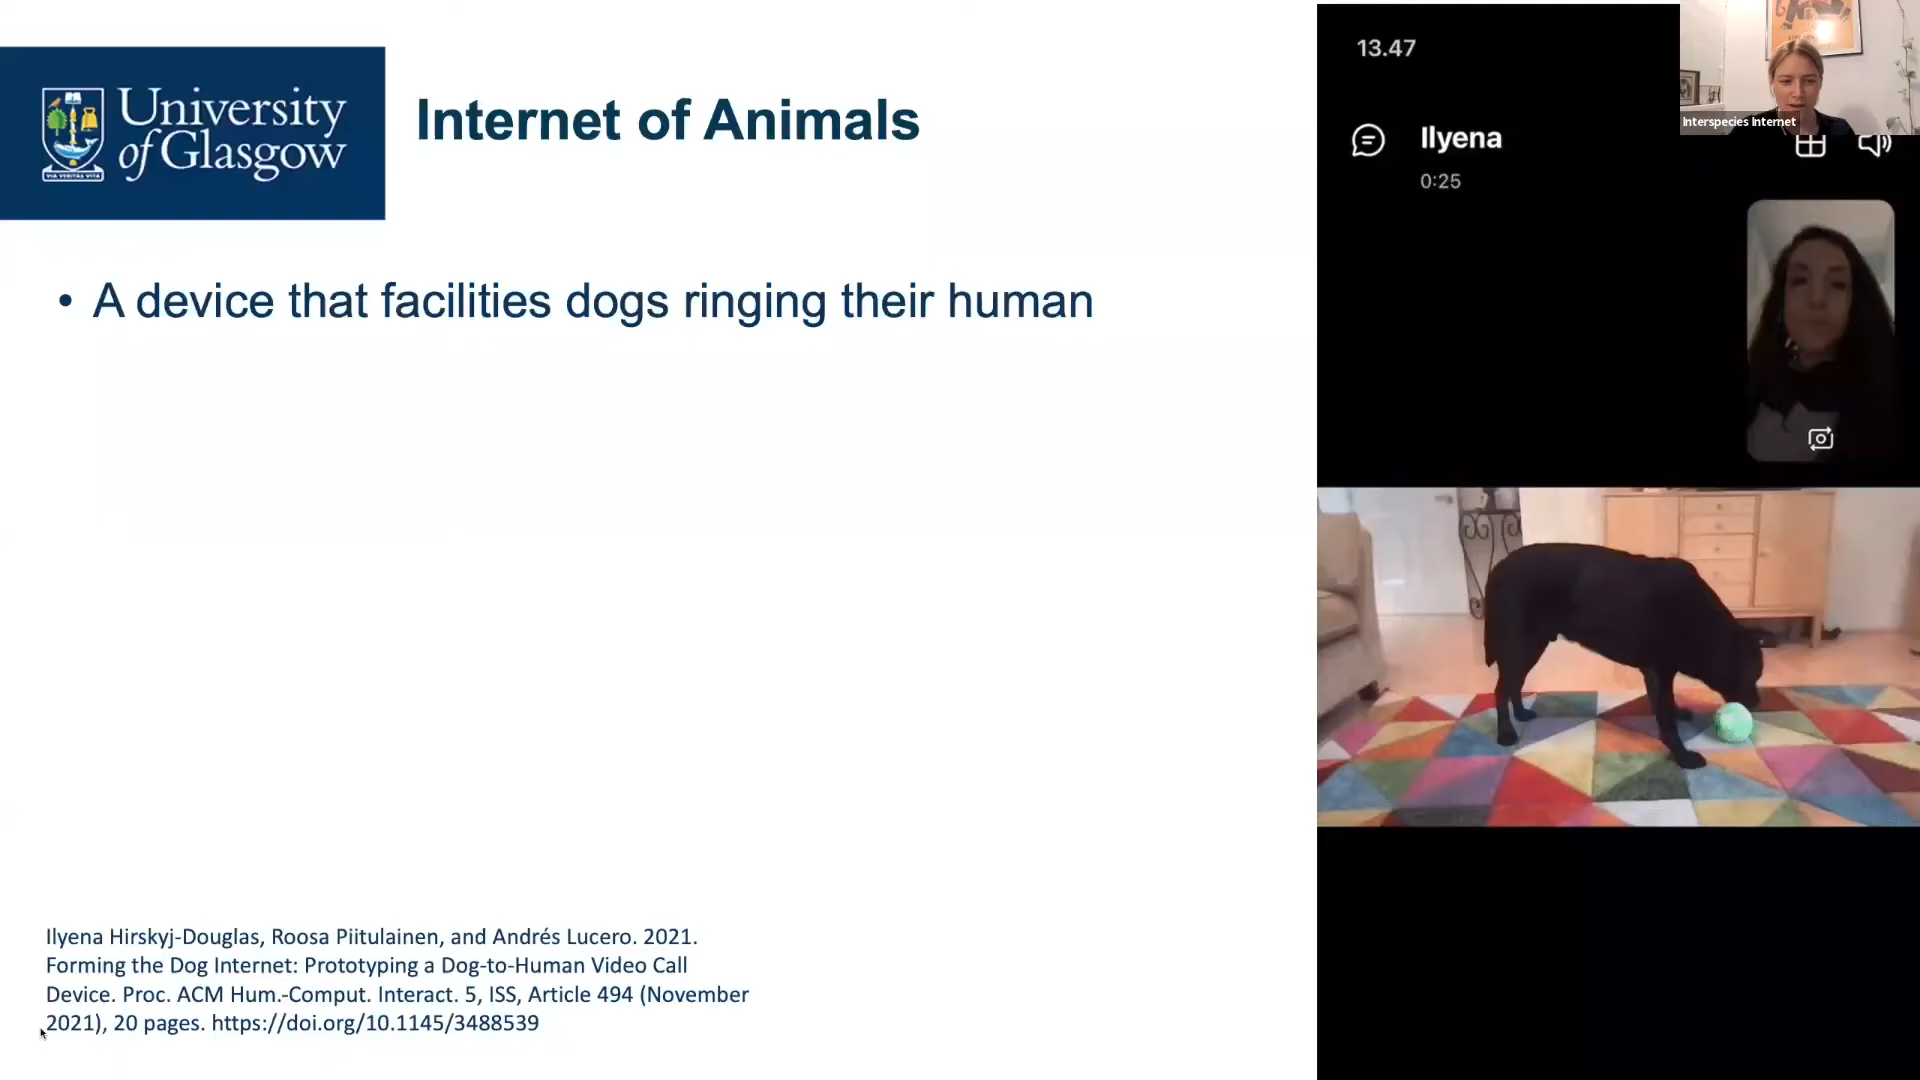 University
of Glasgow
VIA VERITAS VITA
Internet of Animals
• A device that facilities dogs ringing their human
Ilyena Hirskyj-Douglas, Roosa Piitulainen, and Andrés Lucero. 2021.
Forming the Dog Internet: Prototyping a Dog-to-Human Video Call
Device. Proc. ACM Hum.-Comput. Interact. 5, ISS, Article 494 (November
2021), 20 pages. https://doi.org/10.1145/3488539
13.47
Ilyena
0:25
Interspecies Internet